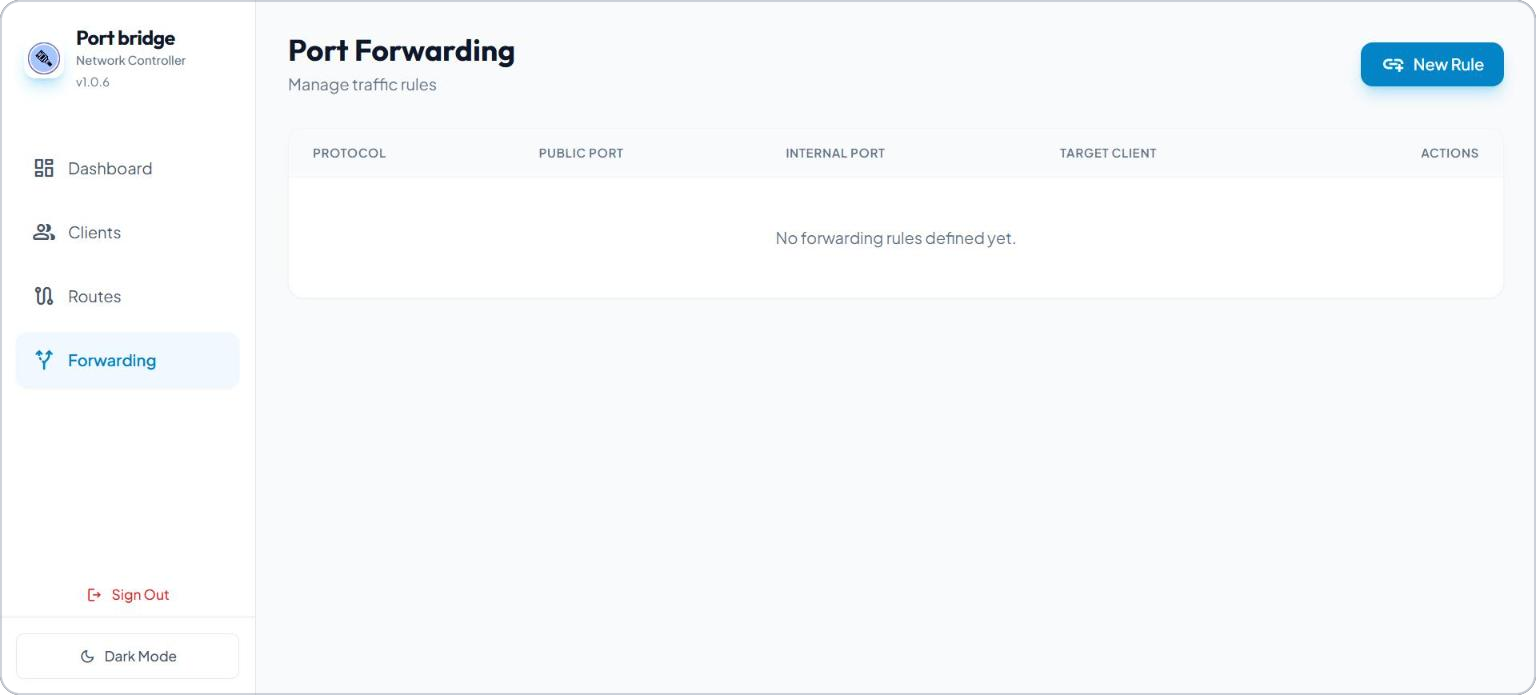 Port bridge
Network Controller
v1.0.6
Dashboard
Clients
Routes
Forwarding
Sign Out
Dark Mode
Port Forwarding
Manage traffic rules
New Rule
PROTOCOL PUBLIC PORT INTERNAL PORT TARGET CLIENT ACTIONS
No forwarding rules defined yet.